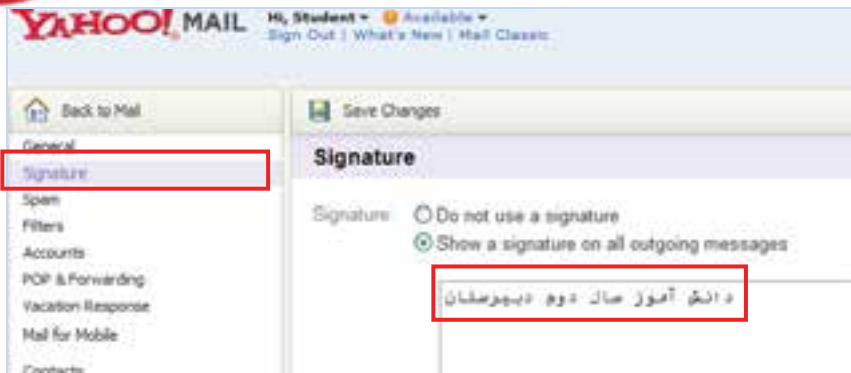 YAHOO! MAIL
Hi, Student Available
Sign Out | What's New | Mail Classic
Back to Mail
Save Changes
General
Signature
Spam
Filters
Accounts
POP & Forwarding
Vacation Response
Mail for Mobile
Contacts
Signature
Signature:
Do not use a signature
Show a signature on all outgoing messages
دانش آموز سال دوم دبیرستان